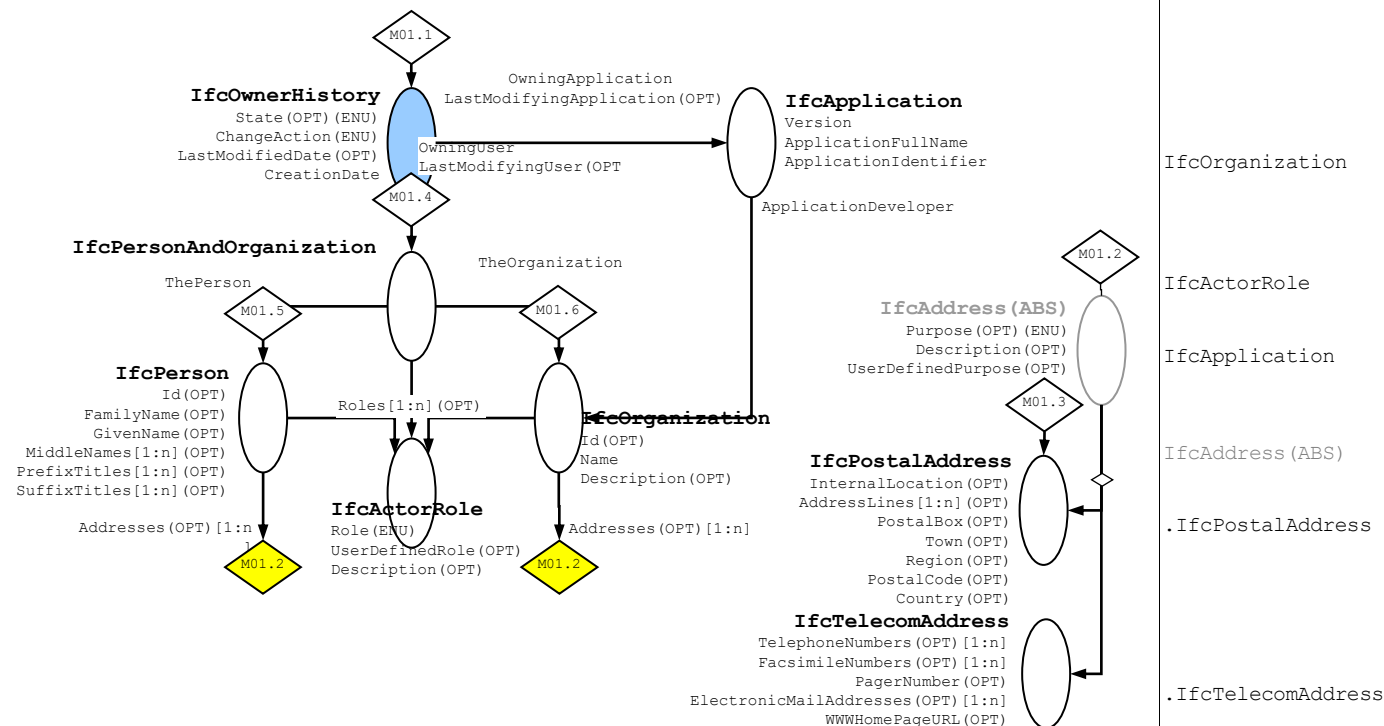 M01.1
OwningApplication
LastModifyingApplication(OPT)
IfcOwnerHistory
State(OPT)(ENU)
ChangeAction(ENU)
LastModifiedDate(OPT)
CreationDate
OwningUser
LastModifyingUser(OPT
M01.4
IfcApplication
Version
ApplicationFullName
ApplicationIdentifier
ApplicationDeveloper
IfcPersonAndOrganization
ThePerson
TheOrganization
M01.5
M01.6
IfcPerson
Id(OPT)
FamilyName(OPT)
GivenName(OPT)
MiddleNames[1:n](OPT)
PrefixTitles[1:n](OPT)
SuffixTitles[1:n](OPT)
Addresses(OPT)[1:n
]
M01.2
Roles[1:n](OPT)
IfcActorRole
Role(ENU)
UserDefinedRole(OPT)
Description(OPT)
IfcOrganization
Id(OPT)
Name
Description(OPT)
Addresses(OPT)[1:n]
M01.2
M01.2
IfcAddress(ABS)
Purpose(OPT)(ENU)
Description(OPT)
UserDefinedPurpose(OPT)
M01.3
IfcPostalAddress
InternalLocation(OPT)
AddressLines[1:n](OPT)
PostalBox(OPT)
Town(OPT)
Region(OPT)
PostalCode(OPT)
Country(OPT)
IfcTelecomAddress
TelephoneNumbers(OPT)[1:n]
FacsimileNumbers(OPT)[1:n]
PagerNumber(OPT)
ElectronicMailAddresses(OPT)[1:n]
WWWHomePageURL(OPT)
IfcOrganization
IfcActorRole
IfcApplication
IfcAddress(ABS)
.IfcPostalAddress
.IfcTelecomAddress